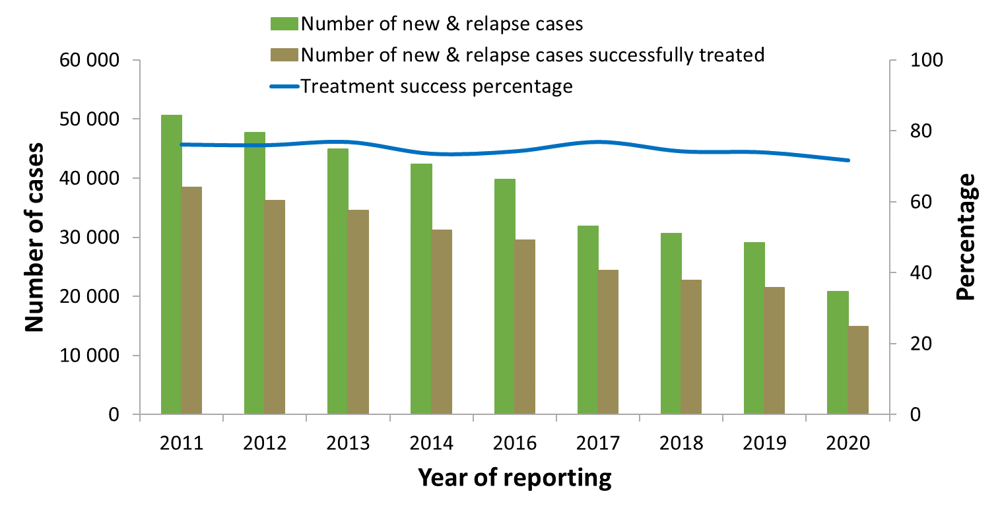 Number of new & relapse cases
Number of new & relapse cases successfully treated
Treatment success percentage
Number of cases
60 000
50 000
40 000
30 000
20 000
10 000
0
100
80
60
40
20
0
Percentage
2011 2012 2013 2014 2016 2017 2018 2019 2020
Year of reporting